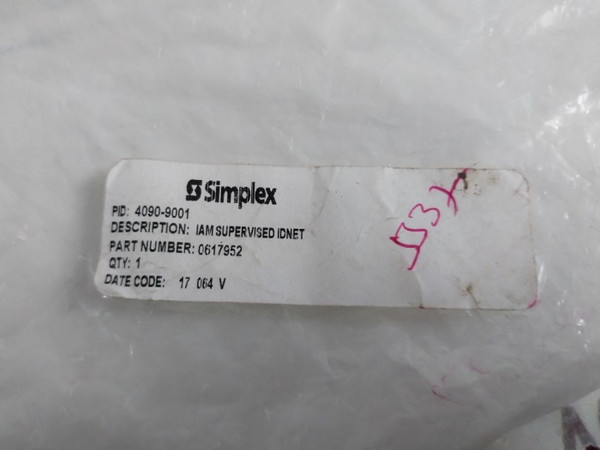 Simplex
PID: 4090-9001
DESCRIPTION: IAM SUPERVISED IDNET
PART NUMBER: 0617952
QTY: 1
DATE CODE: 17 064 V